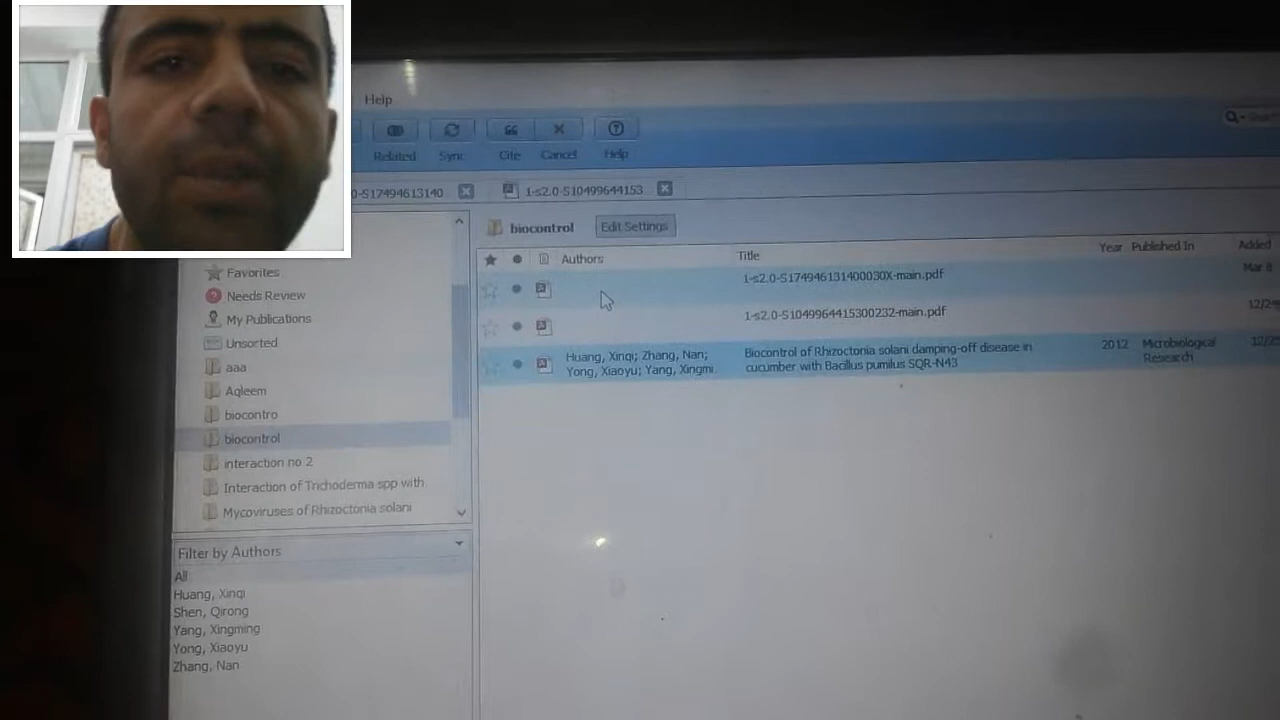 Help
Related Sync Cite Cancel Help
0-S17494613140 1-s2.0-S10499644153
biocontrol Edit Settings
Authors Title Year Published In Added
1-s2.0-S174946131400030X-main.pdf Mar 8
1-s2.0-S1049964415300232-main.pdf
Huang, Xinqi; Zhang, Nan; Biocontrol of Rhizoctonia solani damping-off disease in 2012 Microbiological
Yong, Xiaoyu; Yang, Xingmi cucumber with Bacillus pumilus SQR-N43 Research
Favorites
Needs Review
My Publications
Unsorted
aaa
Aqleem
biocontro
biocontrol
interaction no 2
Interaction of Trichoderma spp with
Mycoviruses of Rhizoctonia solani
Filter by Authors
All
Huang, Xinqi
Shen, Qirong
Yang, Xingming
Yong, Xiaoyu
Zhang, Nan